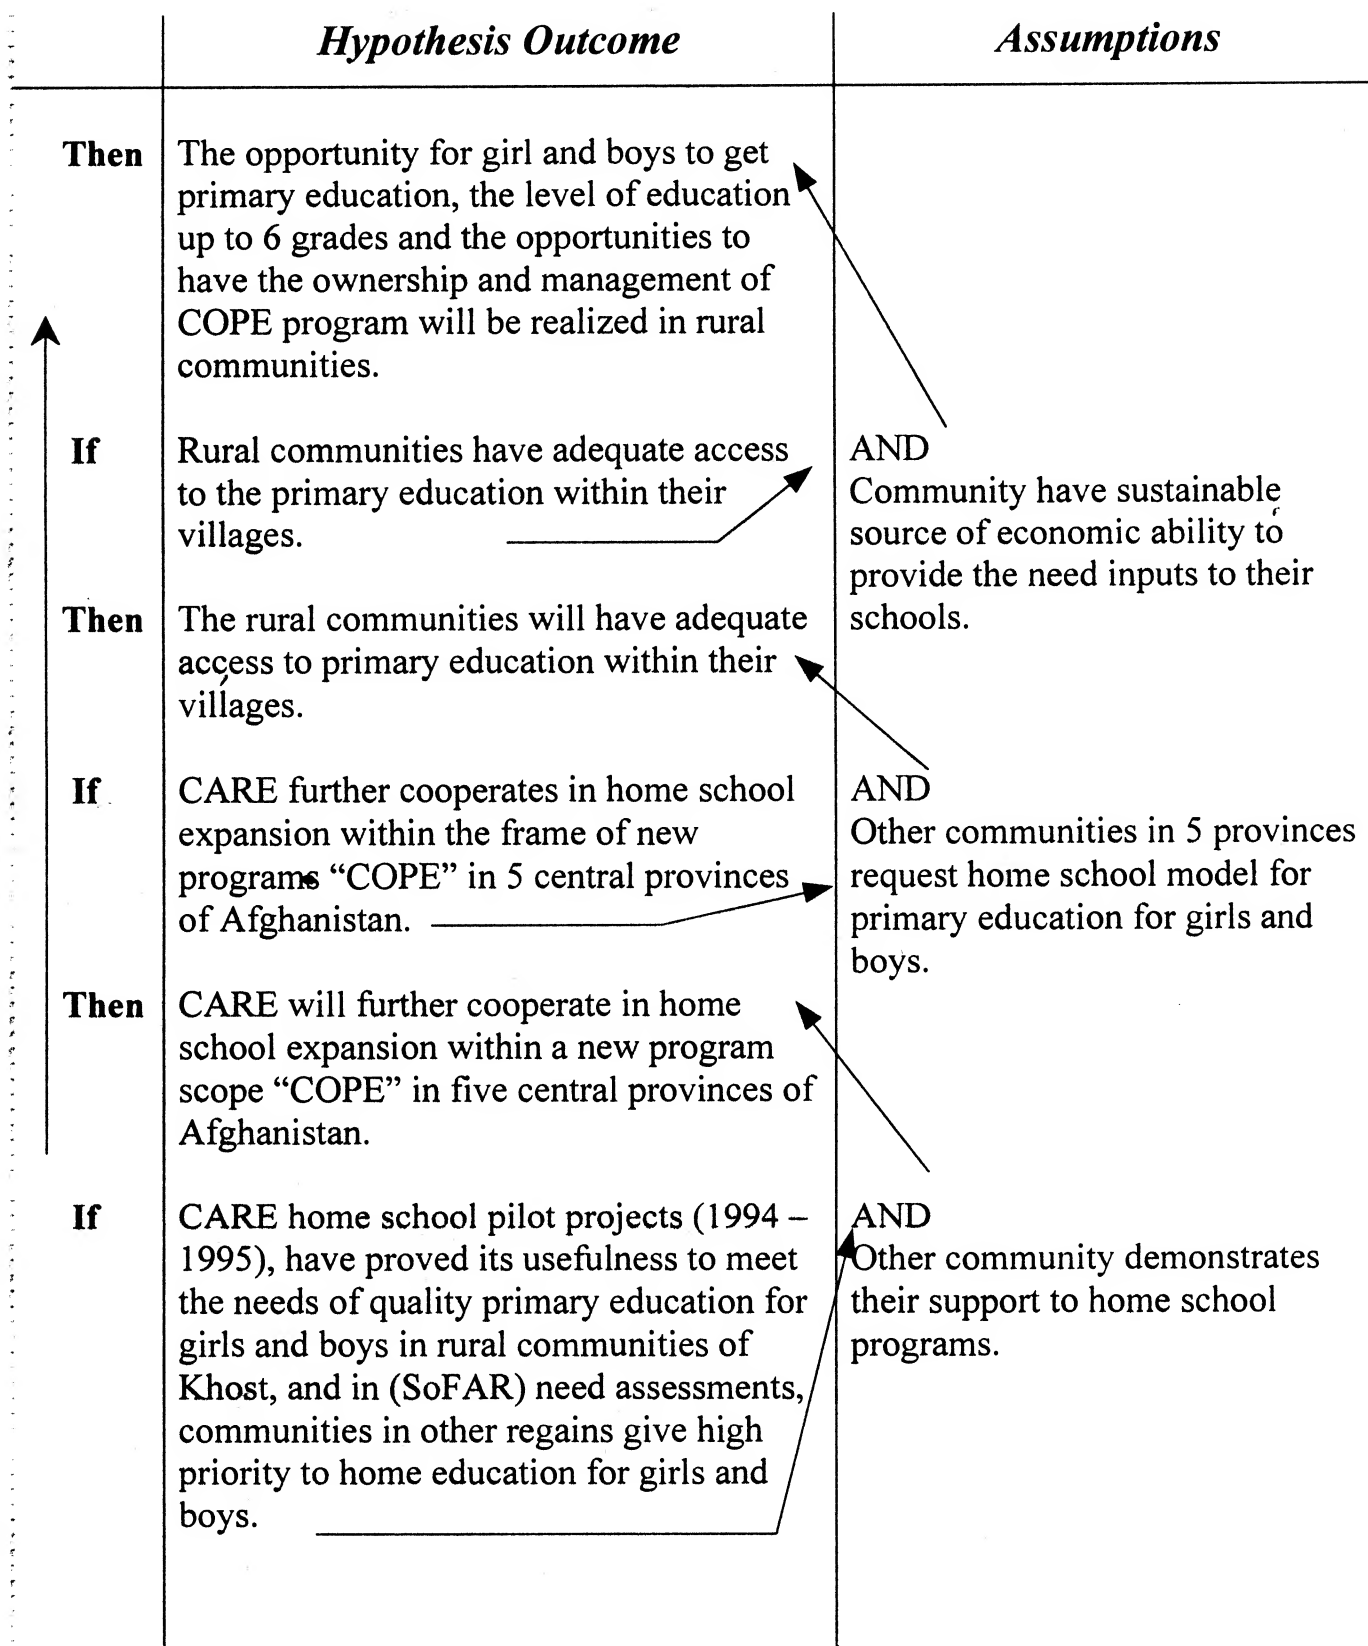 Hypothesis Outcome
Assumptions
Then
The opportunity for girl and boys to get
primary education, the level of education
up to 6 grades and the opportunities to
have the ownership and management of
COPE program will be realized in rural
communities.
If
Rural communities have adequate access
to the primary education within their
villages.
AND
Community have sustainable
source of economic ability to
provide the need inputs to their
schools.
Then
The rural communities will have adequate
access to primary education within their
villages.
If
CARE further cooperates in home school
expansion within the frame of new
programs “COPE” in 5 central provinces
of Afghanistan.
AND
Other communities in 5 provinces
request home school model for
primary education for girls and
boys.
Then
CARE will further cooperate in home
school expansion within a new program
scope “COPE” in five central provinces of
Afghanistan.
If
CARE home school pilot projects (1994 –
1995), have proved its usefulness to meet
the needs of quality primary education for
girls and boys in rural communities of
Khost, and in (SoFAR) need assessments,
communities in other regains give high
priority to home education for girls and
boys.
AND
Other community demonstrates
their support to home school
programs.